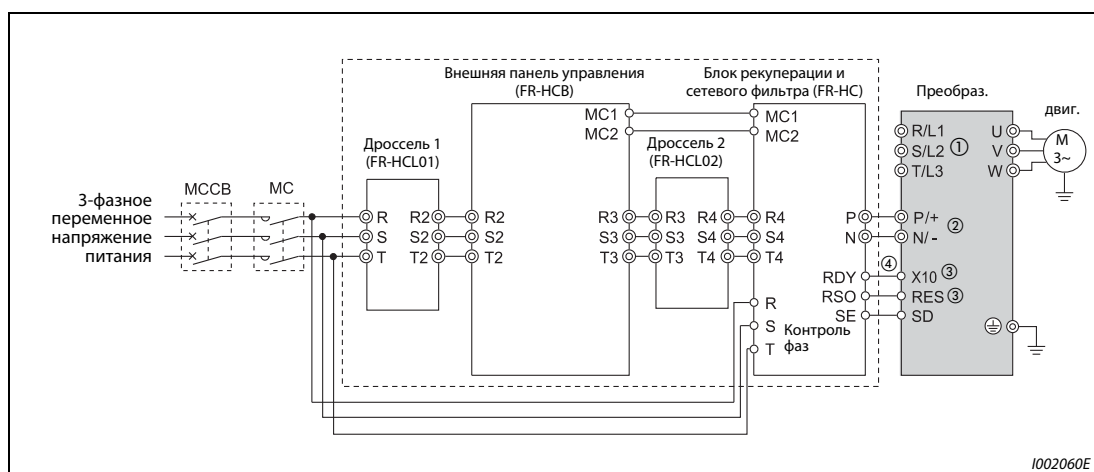 Внешняя панель управления
(FR-HCB)
Блок рекуперации и
сетевого фильтра (FR-HC)
Преобраз.
двиг.
MC1
MC2
MC1
MC2
R/L1
S/L2 ①
T/L3
U
V
W
M
3~
Дроссель 1
(FR-HCL01)
Дроссель 2
(FR-HCL02)
MCCB
MC
3-фазное
переменное
напряжение
питания
R
S
T
R2
S2
T2
R2
S2
T2
R3
S3
T3
R3
S3
T3
R4
S4
T4
R4
S4
T4
P
N
P/+
N/-
②
RDY
RSO
SE
④
X10 ③
RES ③
SD
R
S
T
Контроль
фаз
I002060E